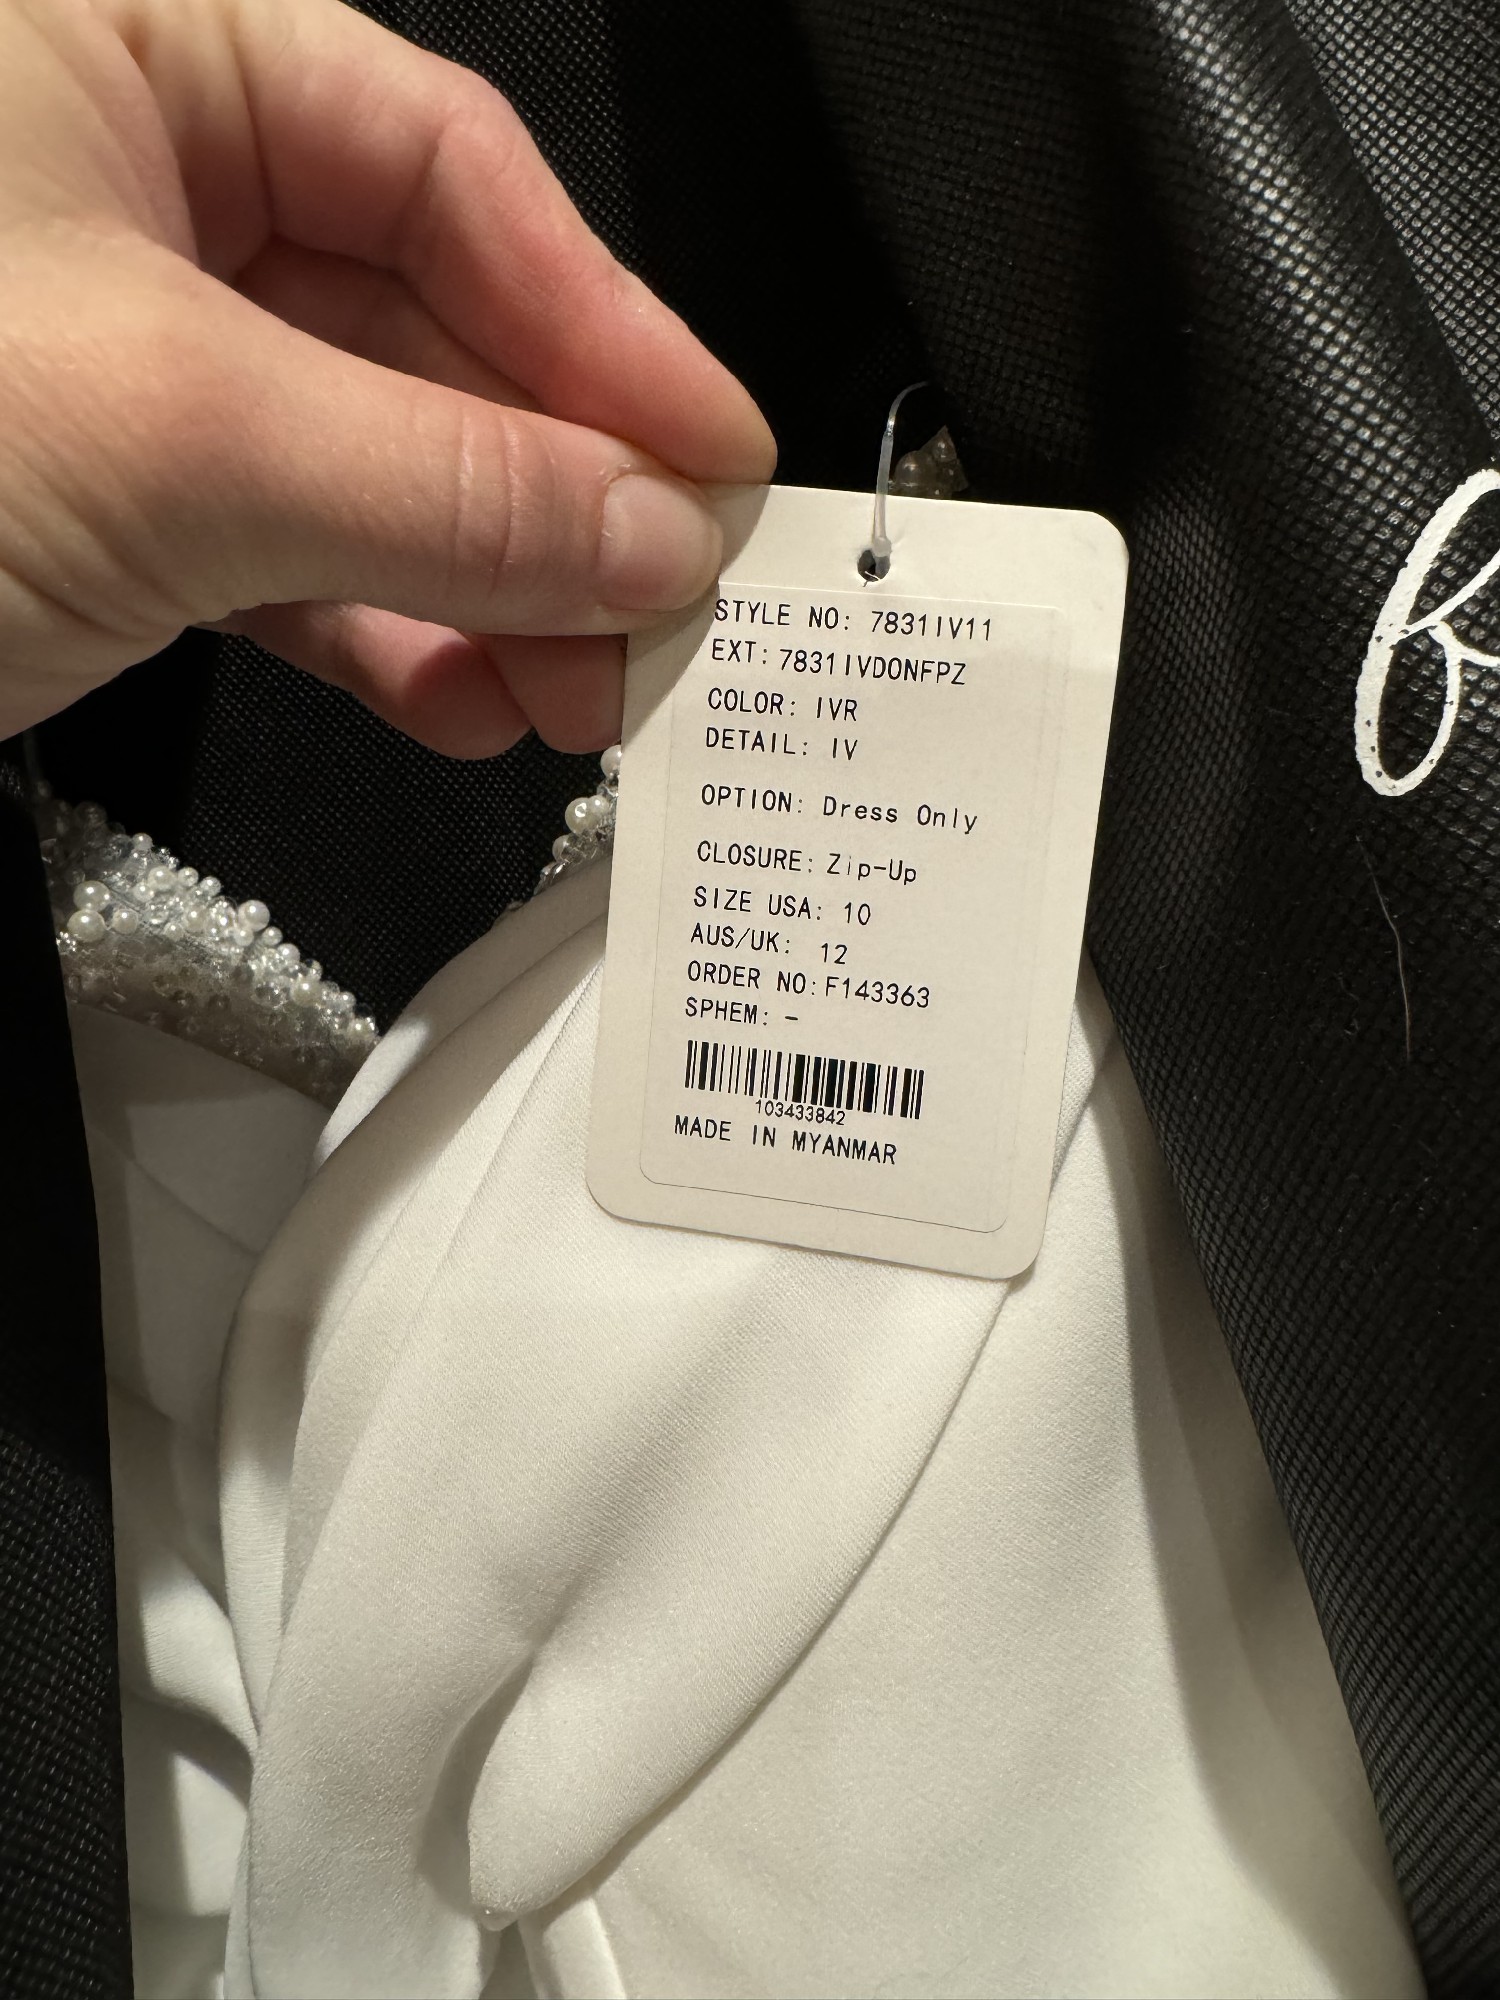 STYLE NO: 7831IV11
EXT: 7831IVDONFPZ
COLOR: IVR
DETAIL: IV
OPTION: Dress Only
CLOSURE: Zip-Up
SIZE USA: 10
AUS/UK: 12
ORDER NO: F143363
SPHEM: -
103433842
MADE IN MYANMAR